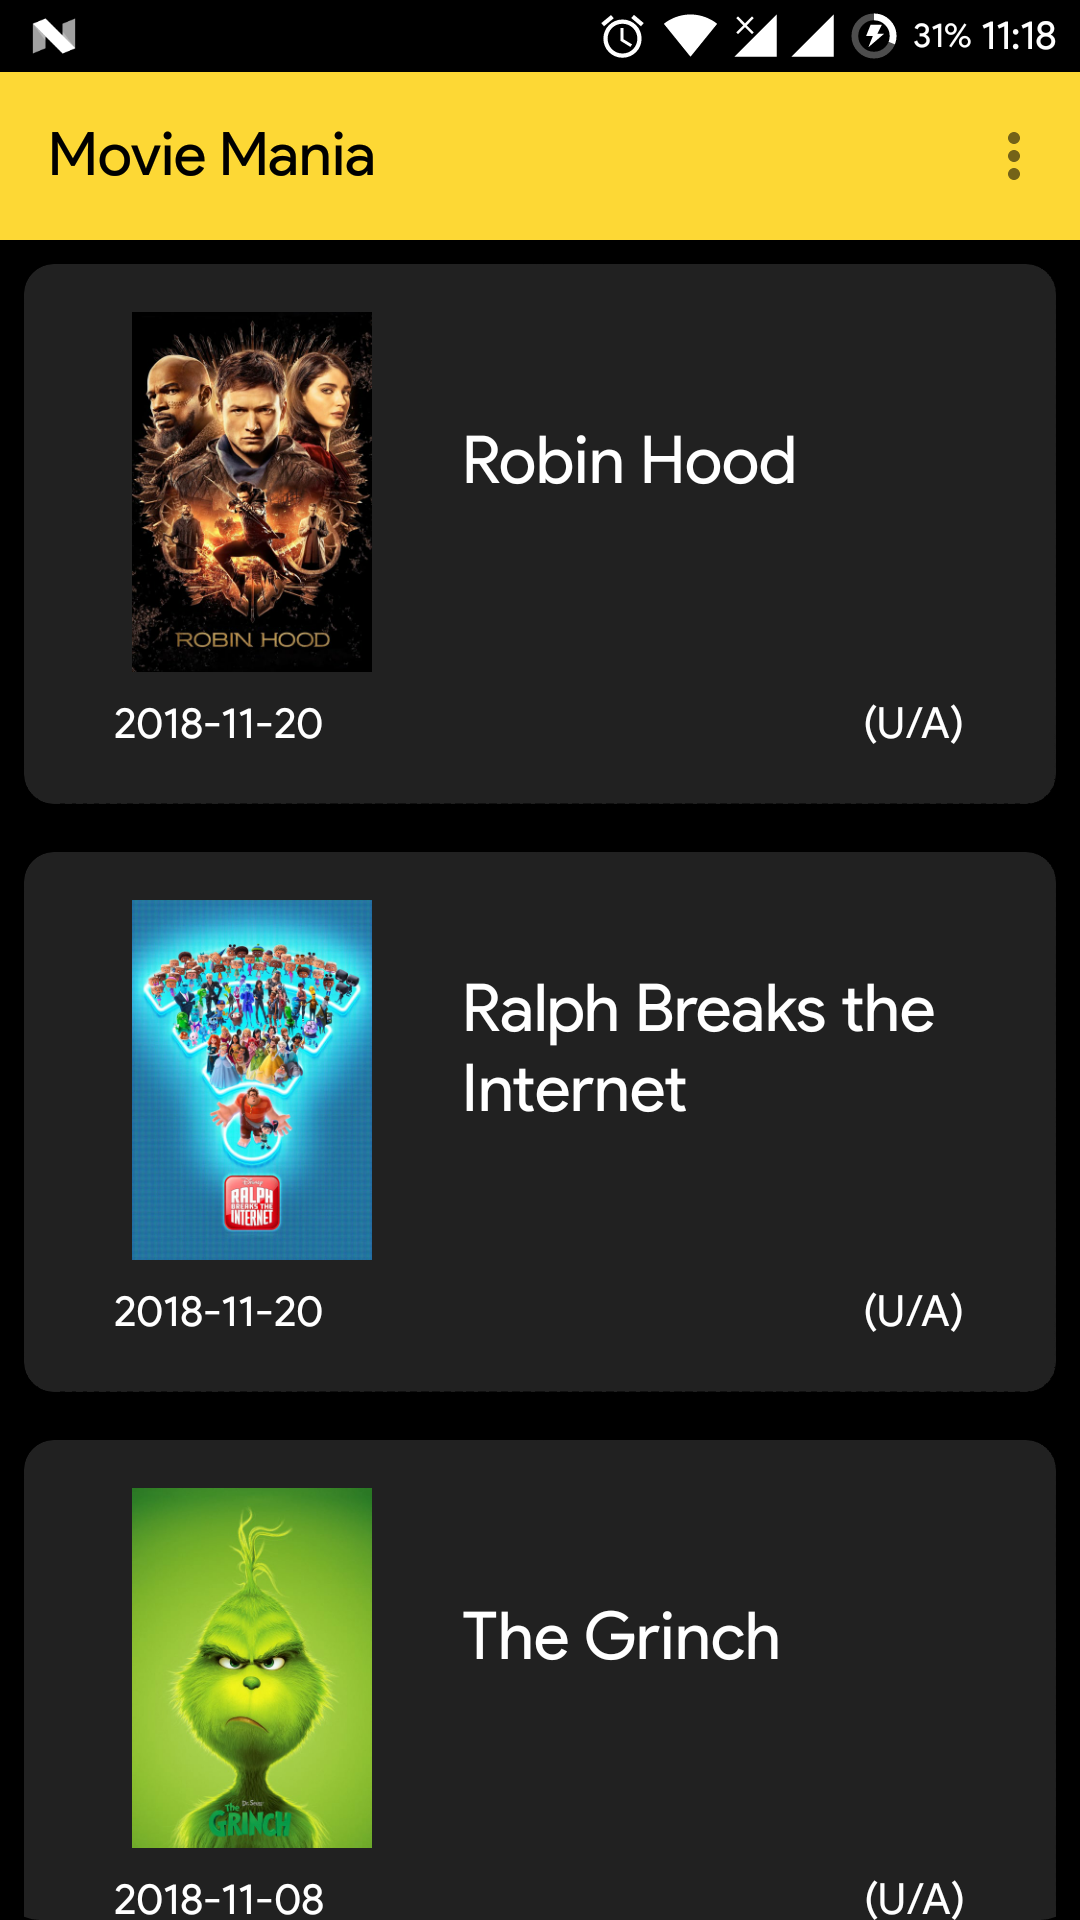 31% 11:18
Movie Mania
Robin Hood
ROBIN HOOD
2018-11-20
(U/A)
Ralph Breaks the
Internet
Disney
RALPH
BREAKS THE
INTERNET
2018-11-20
(U/A)
The Grinch
Dr. Seuss'
The
GRINCH
2018-11-08
(U/A)